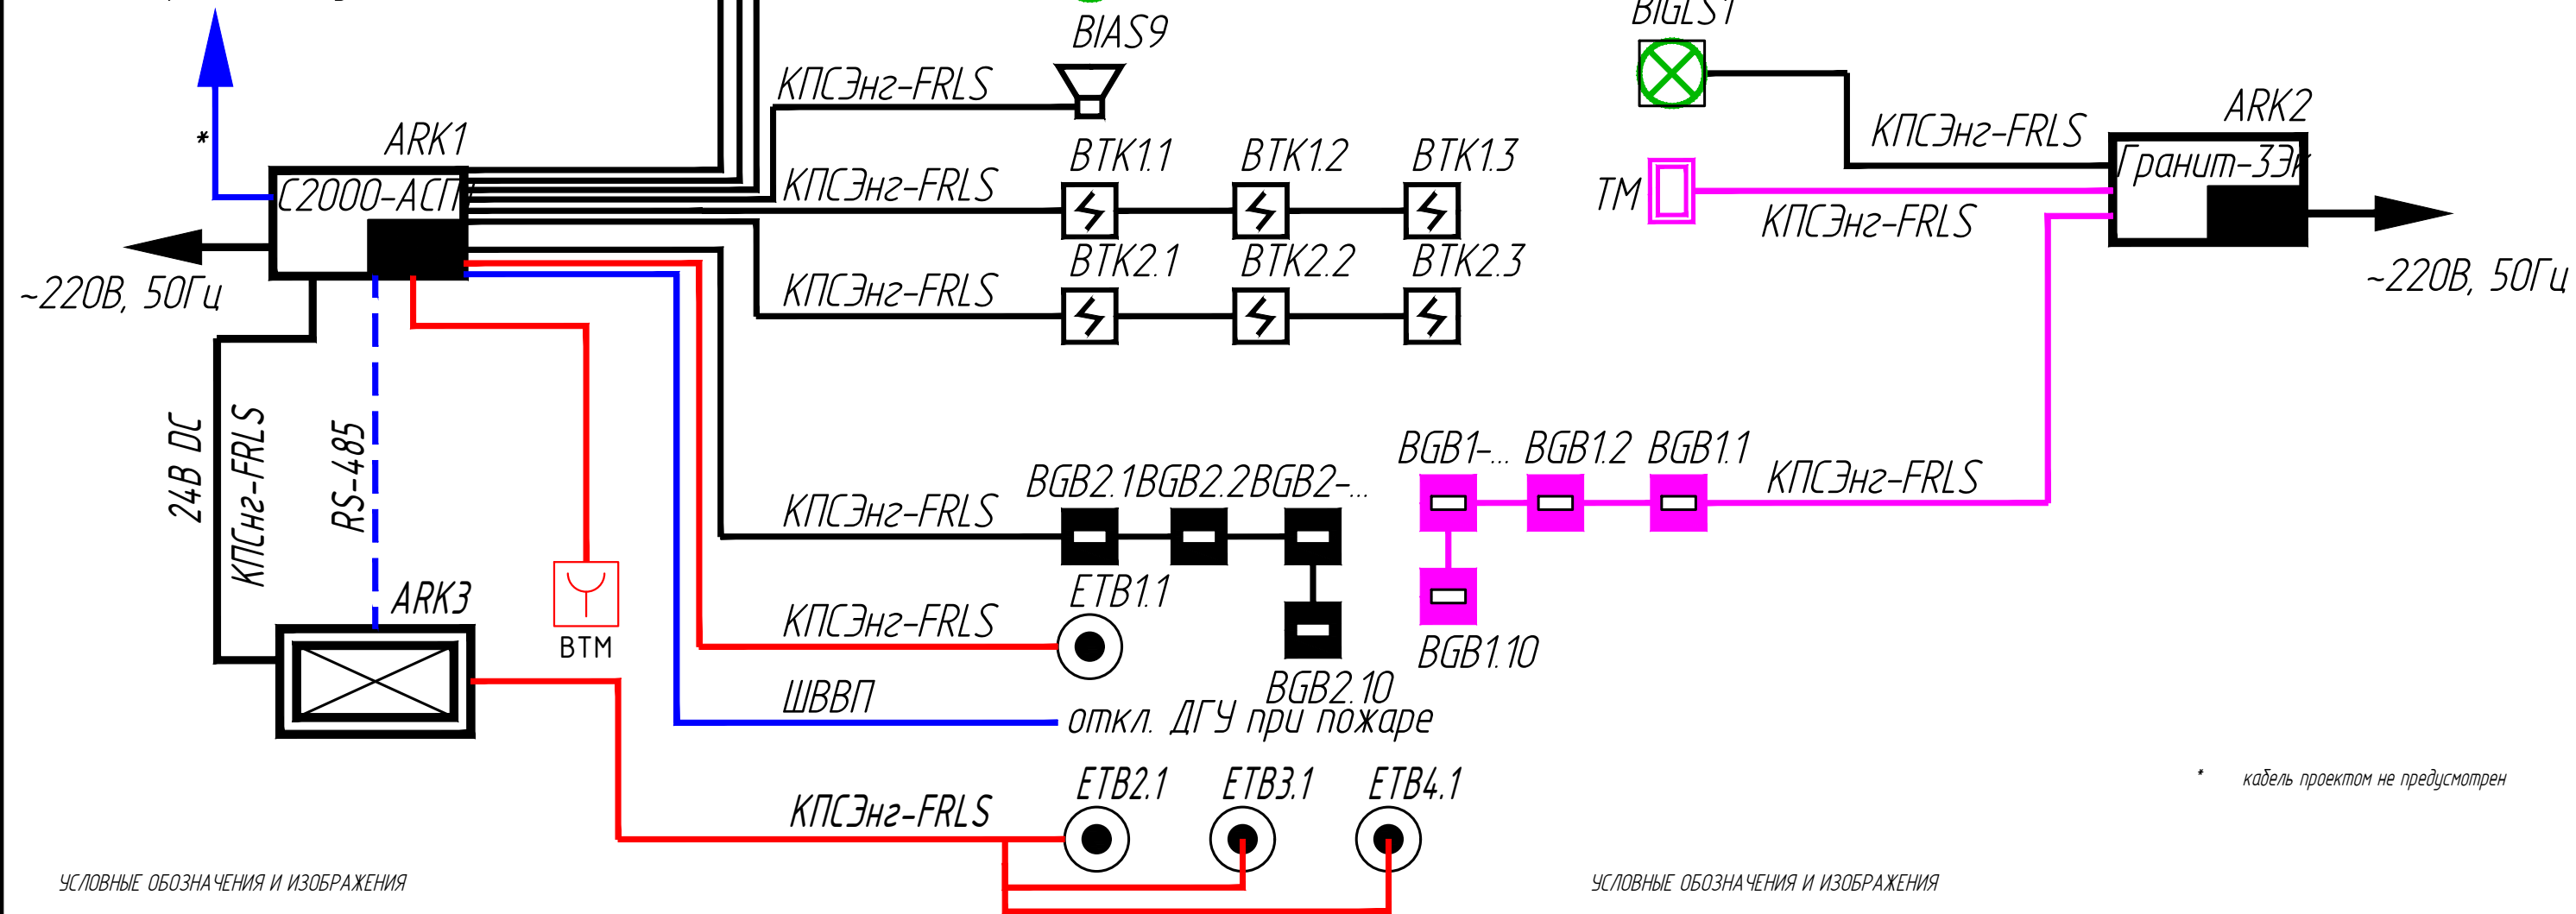 BIAS9
BIGLS1
КПСЭнг-FRLS
ARK1
ARK2
*
КПСЭнг-FRLS
С2000-АСПТ
КПСЭнг-FRLS
BTK1.1
BTK1.2
BTK1.3
Гранит-3Эк
ТМ
КПСЭнг-FRLS
~220В, 50Гц
~220В, 50Гц
КПСЭнг-FRLS
BTK2.1
BTK2.2
BTK2.3
24В DC
КПСнг-FRLS
RS-485
КПСЭнг-FRLS
BGB2.1
BGB2.2
BGB2-...
BGB1-...
BGB1.2
BGB1.1
КПСЭнг-FRLS
ARK3
ВТМ
КПСЭнг-FRLS
ETB1.1
BGB2.10
BGB1.10
ШВВП
откл. ДГУ при пожаре
КПСЭнг-FRLS
ETB2.1
ETB3.1
ETB4.1
* кабель проектом не предусмотрен
УСЛОВНЫЕ ОБОЗНАЧЕНИЯ И ИЗОБРАЖЕНИЯ
УСЛОВНЫЕ ОБОЗНАЧЕНИЯ И ИЗОБРАЖЕНИЯ